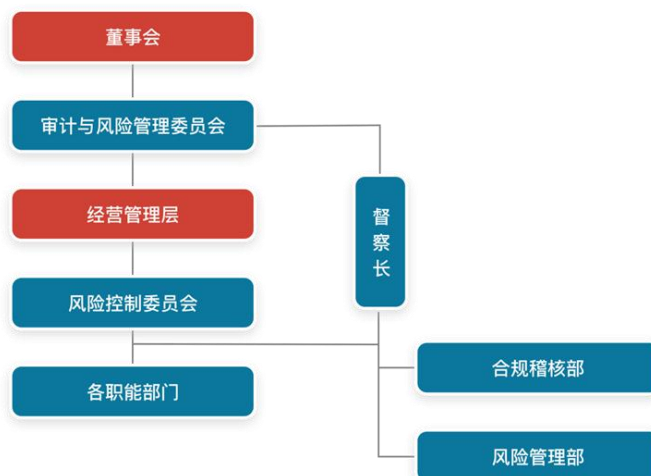 董事会
审计与风险管理委员会
经营管理层
督察长
风险控制委员会
各职能部门
合规稽核部
风险管理部